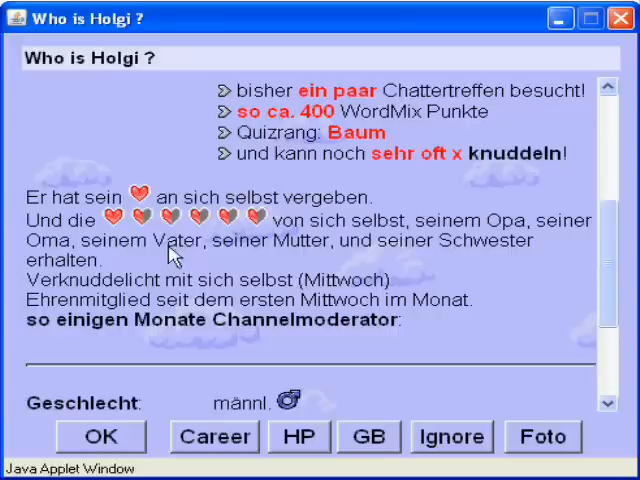 Who is Holgi ?
Who is Holgi ?
bisher ein paar Chattertreffen besucht!
so ca. 400 WordMix Punkte
Quizrang: Baum
und kann noch sehr oft x knuddeln!
Er hat sein an sich selbst vergeben.
Und die von sich selbst, seinem Opa, seiner
Oma, seinem Vater, seiner Mutter, und seiner Schwester
erhalten.
Verknuddelicht mit sich selbst (Mittwoch)
Ehrenmitglied seit dem ersten Mittwoch im Monat.
so einigen Monate Channelmoderator:
Geschlecht: männl.
OK Career HP GB Ignore Foto
Java Applet Window